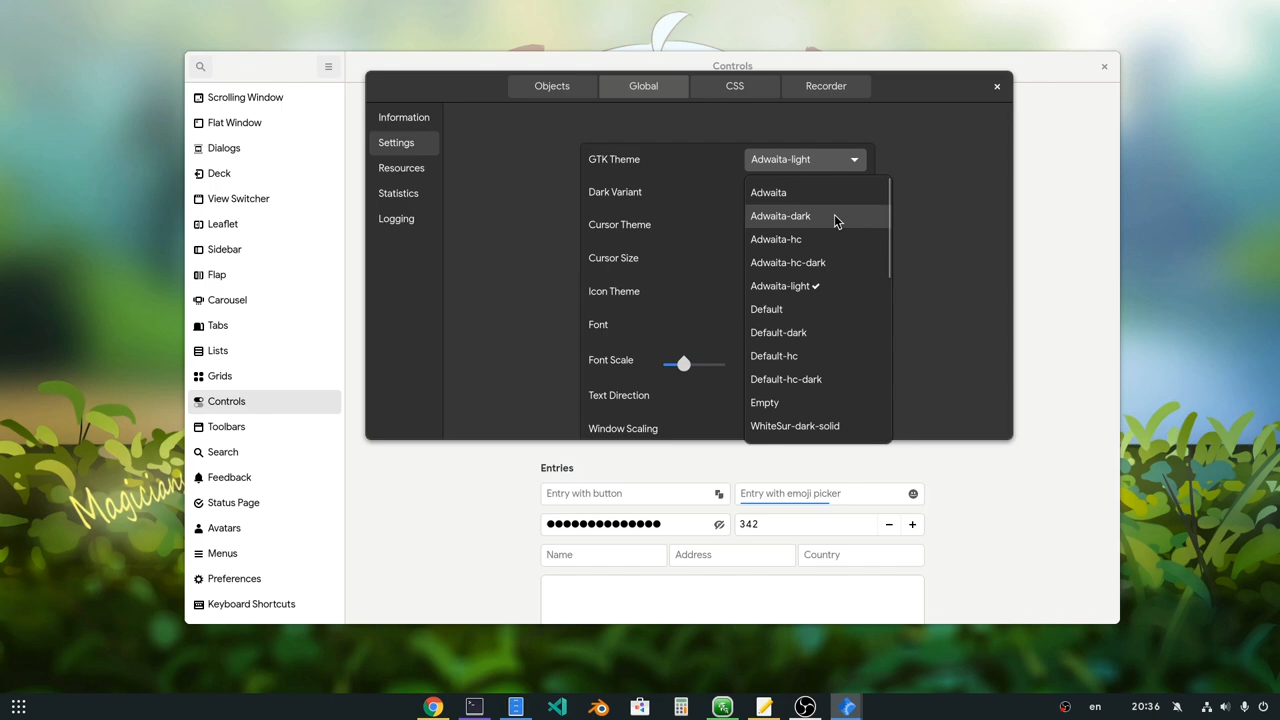 Controls
Scrolling Window
Flat Window
Dialogs
Deck
View Switcher
Leaflet
Sidebar
Flap
Carousel
Tabs
Lists
Grids
Controls
Toolbars
Search
Feedback
Status Page
Avatars
Menus
Preferences
Keyboard Shortcuts
Objects
Global
CSS
Recorder
Information
Settings
Resources
Statistics
Logging
GTK Theme
Adwaita-light
Dark Variant
Cursor Theme
Cursor Size
Icon Theme
Font
Font Scale
Text Direction
Window Scaling
Adwaita
Adwaita-dark
Adwaita-hc
Adwaita-hc-dark
Adwaita-light
Default
Default-dark
Default-hc
Default-hc-dark
Empty
WhiteSur-dark-solid
Entries
Entry with button
Entry with emoji picker
●●●●●●●●●●●●●●
342
Name
Address
Country
en
20:36